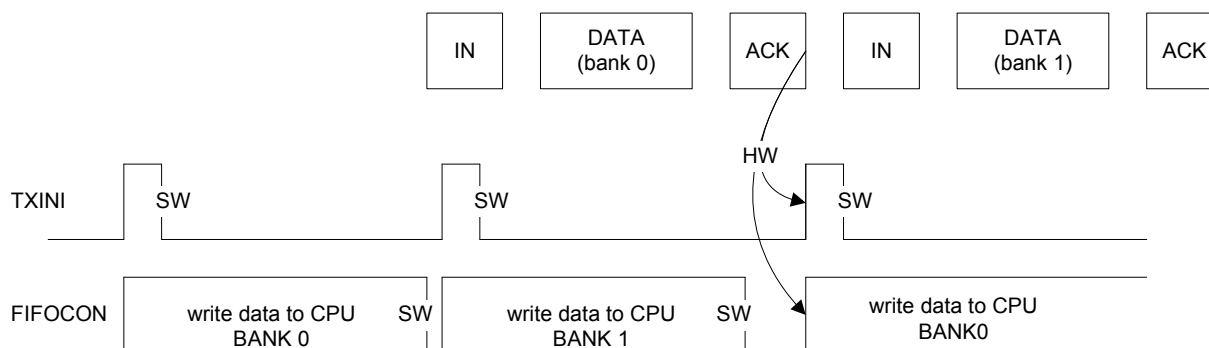 IN DATA ACK IN DATA ACK
(bank 0) (bank 1)
HW
TXINI SW SW SW
FIFOCON write data to CPU SW write data to CPU SW write data to CPU
BANK 0 BANK 1 BANK0